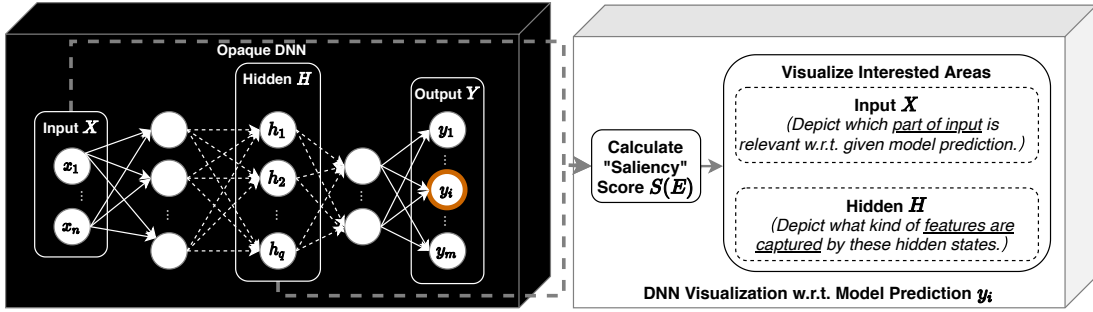 Opaque DNN
Input X
x₁
⋮
xₙ
⋮
Hidden H
h₁
h₂
⋮
h_q
⋮
Output Y
y₁
⋮
yᵢ
⋮
yₘ
Calculate
"Saliency"
Score S(E)
Visualize Interested Areas
Input X
(Depict which part of input is
relevant w.r.t. given model prediction.)
Hidden H
(Depict what kind of features are
captured by these hidden states.)
DNN Visualization w.r.t. Model Prediction yᵢ